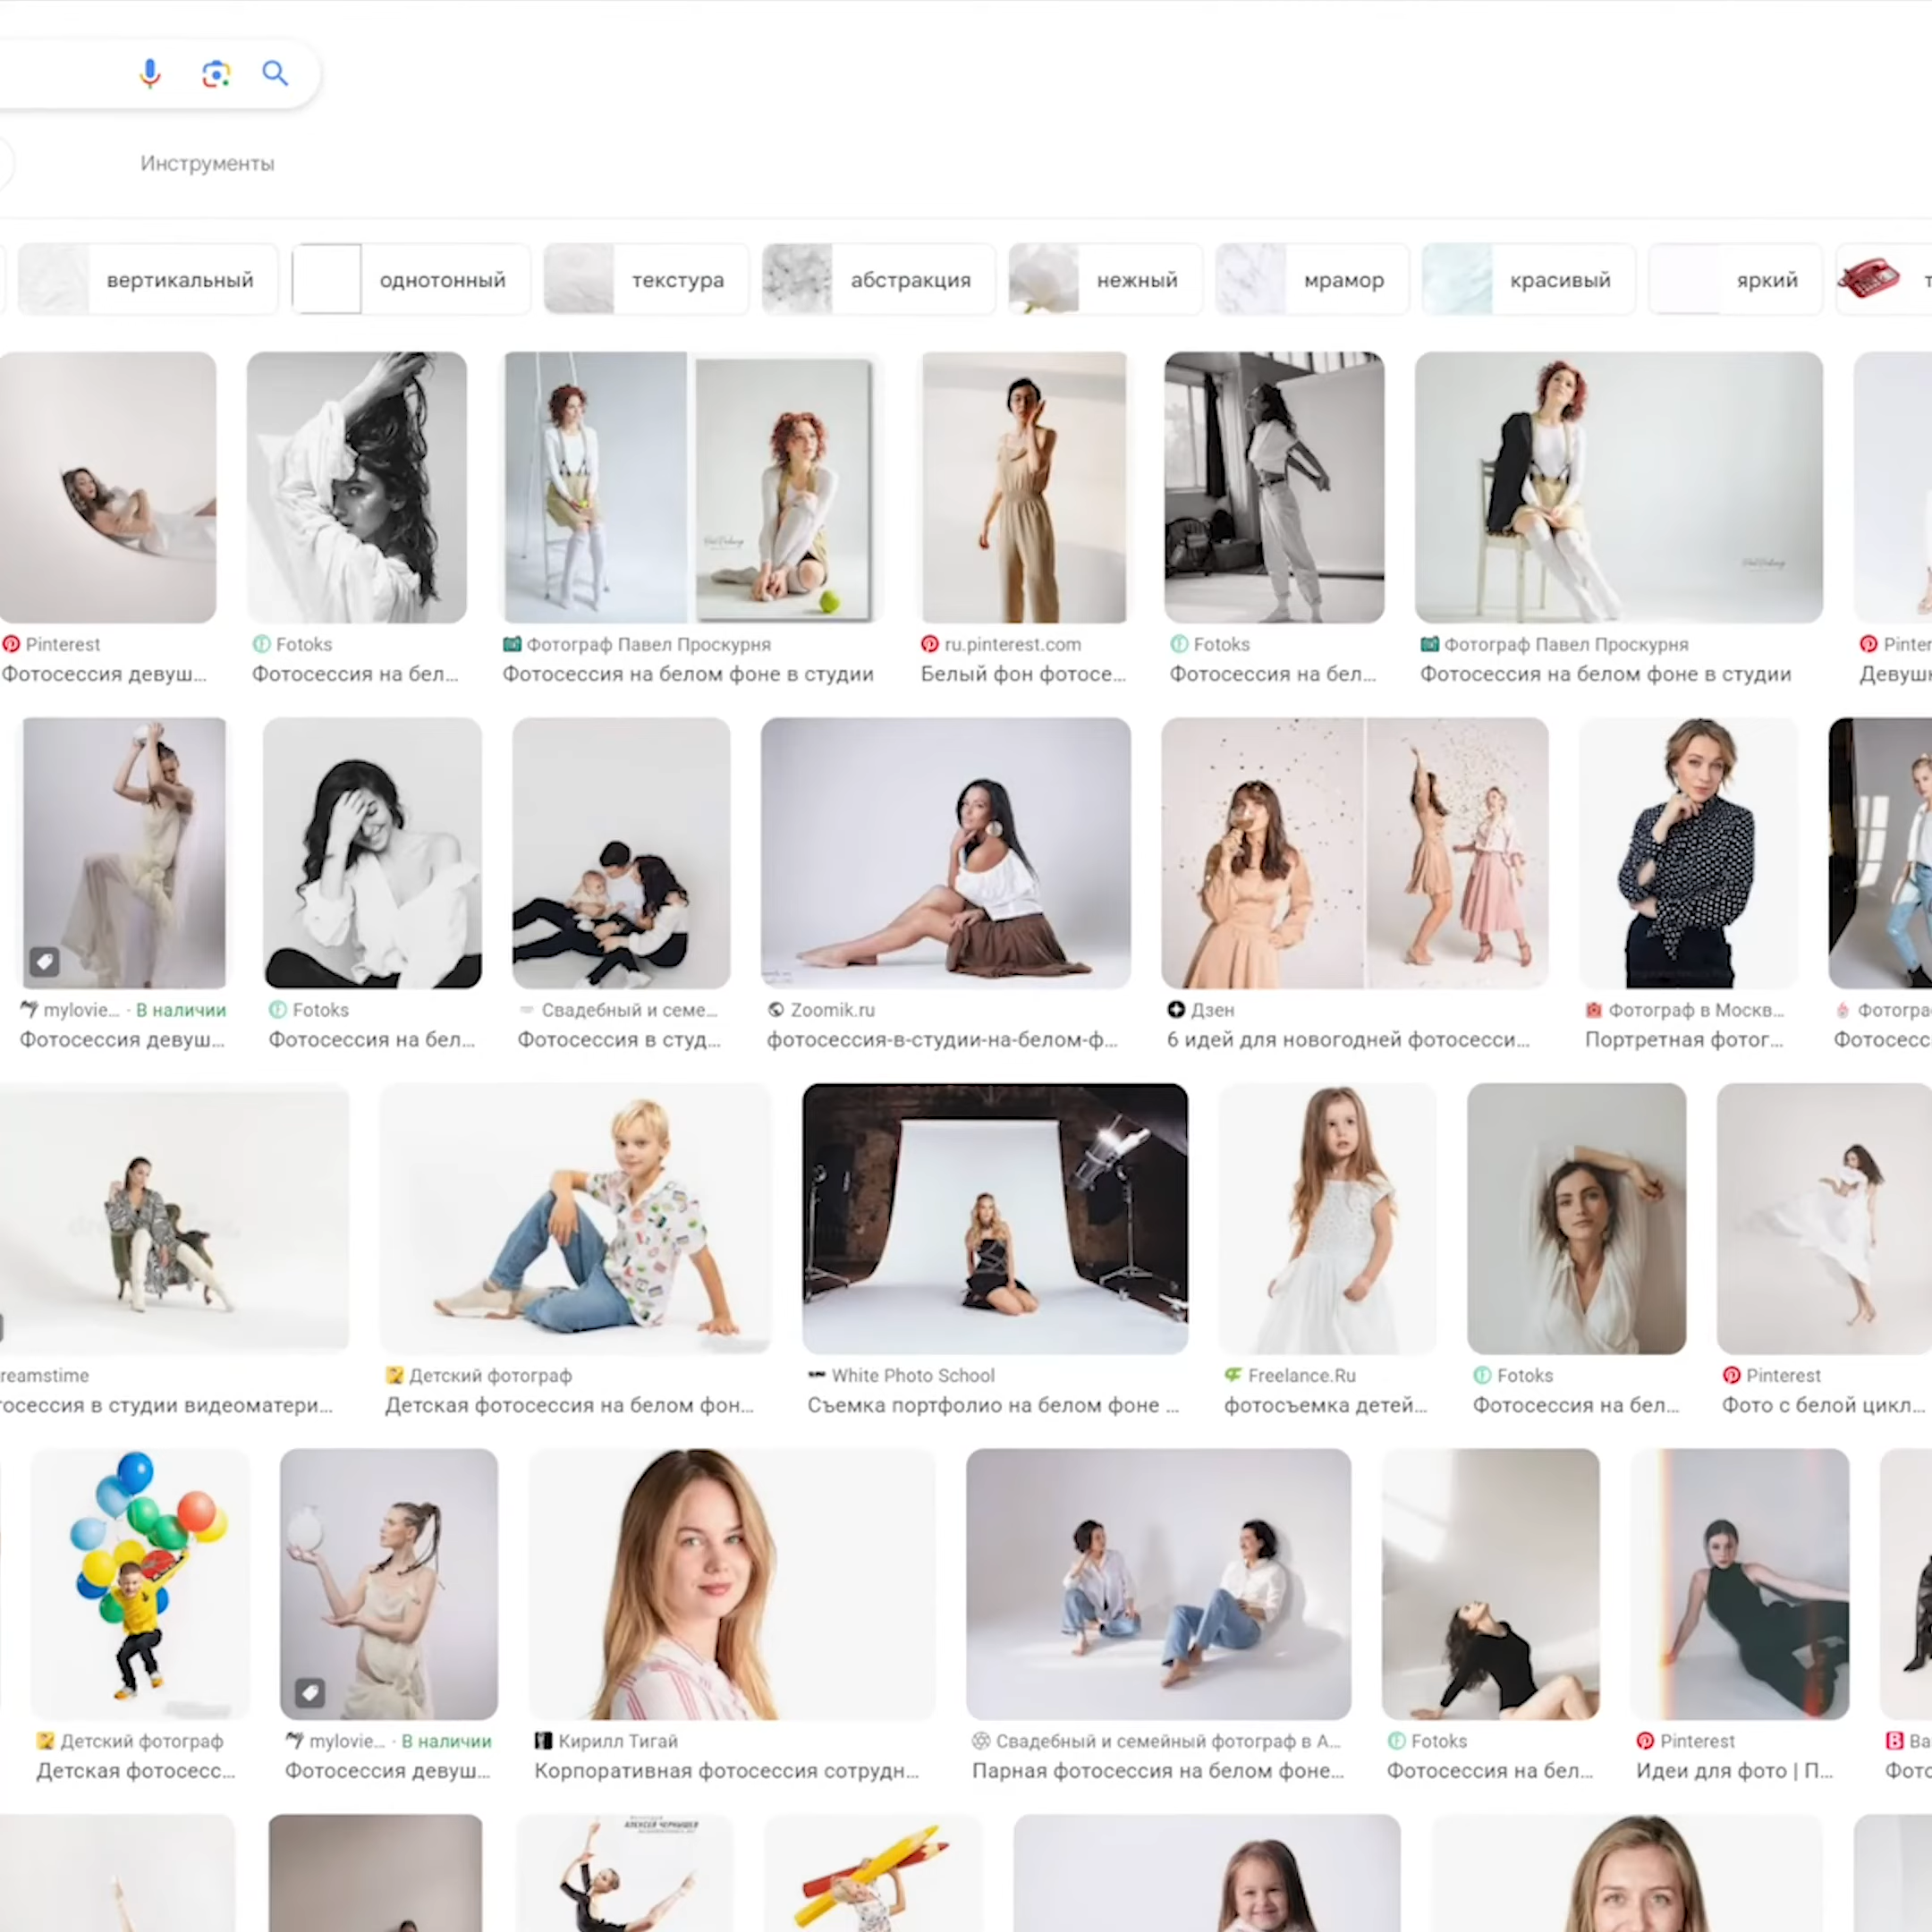 Инструменты
вертикальный однотонный текстура абстракция нежный мрамор красивый яркий
Pinterest Fotoks Фотограф Павел Проскурня ru.pinterest.com Fotoks Фотограф Павел Проскурня
Фотосессия девуш... Фотосессия на бел... Фотосессия на белом фоне в студии Белый фон фотосе... Фотосессия на бел... Фотосессия на белом фоне в студии
mylovie... · В наличии Fotoks Свадебный и семе... Zoomik.ru Дзен Фотограф в Москв...
Фотосессия девуш... Фотосессия на бел... Фотосессия в студ... фотосессия-в-студии-на-белом-ф... 6 идей для новогодней фотосесси... Портретная фотог...
reamstime Детский фотограф White Photo School Freelance.Ru Fotoks Pinterest
тосессия в студии видеоматери... Детская фотосессия на белом фон... Съемка портфолио на белом фоне ... фотосъемка детей... Фотосессия на бел... Фото с белой цикл...
Детский фотограф mylovie... · В наличии Кирилл Тигай Свадебный и семейный фотограф в А... Fotoks Pinterest
Детская фотосесс... Фотосессия девуш... Корпоративная фотосессия сотрудн... Парная фотосессия на белом фоне... Фотосессия на бел... Идеи для фото | П...
АЛЕКСЕЙ ЧЕРНЫШЕВ